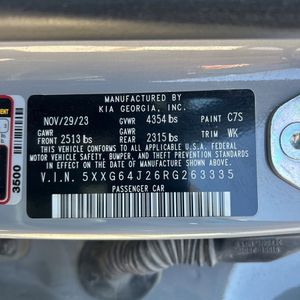 MANUFACTURED BY
KIA GEORGIA, INC.
NOV/29/23 GVWR 4354 lbs PAINT C7S
GAWR FRONT 2513 lbs GAWR REAR 2315 lbs TRIM WK
THIS VEHICLE CONFORMS TO ALL APPLICABLE U.S.A. FEDERAL
MOTOR VEHICLE SAFETY, BUMPER, AND THEFT PREVENTION
STANDARDS IN EFFECT ON THE DATE OF MANUFACTURE SHOWN ABOVE.
V.I.N. 5XXG64J26RG263335
PASSENGER CAR
3500